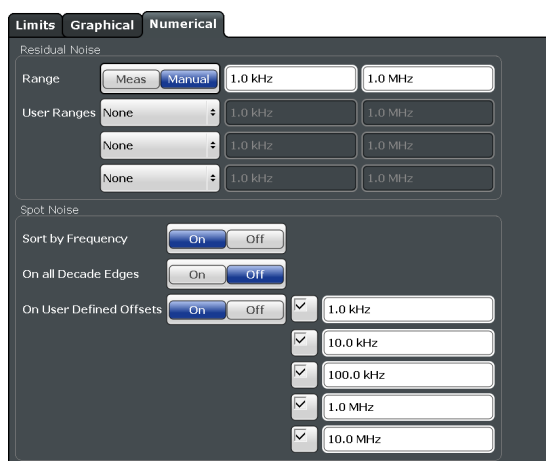 Limits Graphical Numerical
Residual Noise
Range Meas Manual 1.0 kHz 1.0 MHz
User Ranges None 1.0 kHz 1.0 MHz
None 1.0 kHz 1.0 MHz
None 1.0 kHz 1.0 MHz
Spot Noise
Sort by Frequency On Off
On all Decade Edges On Off
On User Defined Offsets On Off 1.0 kHz
10.0 kHz
100.0 kHz
1.0 MHz
10.0 MHz